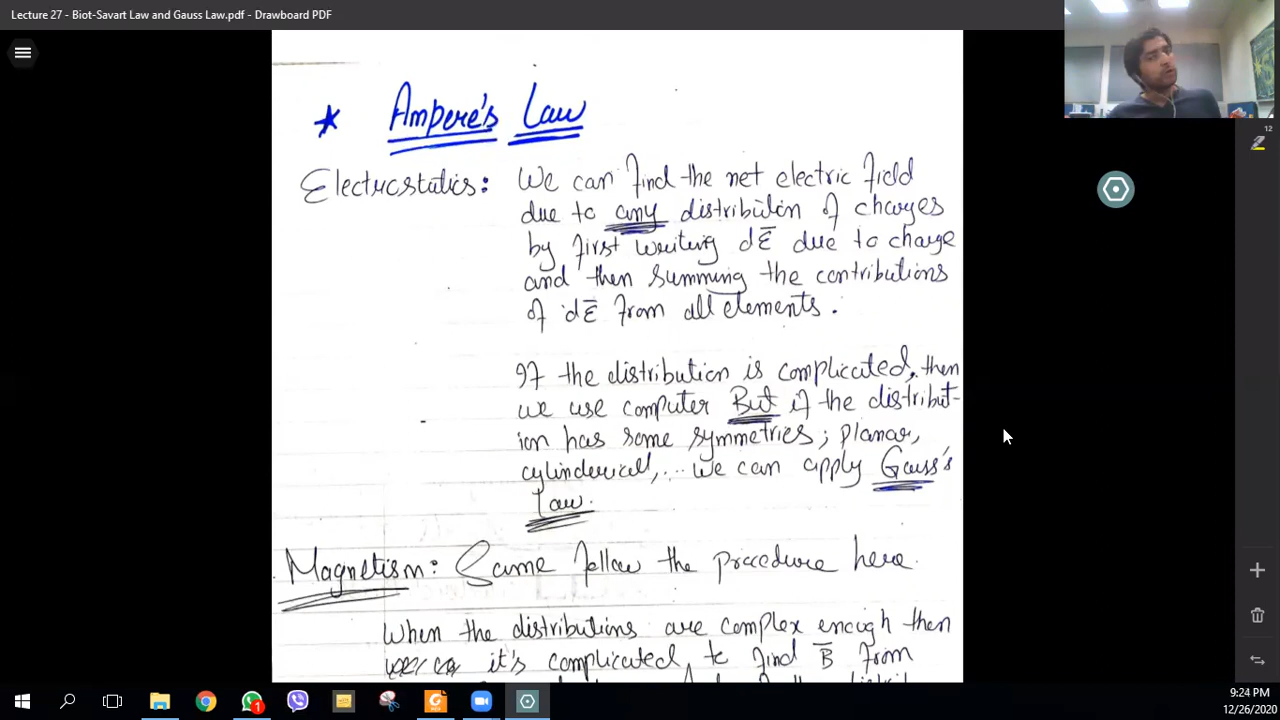 Lecture 27 - Biot-Savart Law and Gauss Law.pdf - Drawboard PDF
* Ampere's Law
Electrostatics: We can find the net electric field
due to any distribution of charges
by first writing dE̅ due to charge
and then summing the contributions
of dE̅ from all elements.
If the distribution is complicated, then
we use computer But if the distribut-
ion has some symmetries; planar,
cylinderical,... we can apply Gauss's
Law.
Magnetism: Same follow the procedure here.
When the distributions are complex enough then
it's complicated to find B̅ from
12
1
9:24 PM
12/26/2020